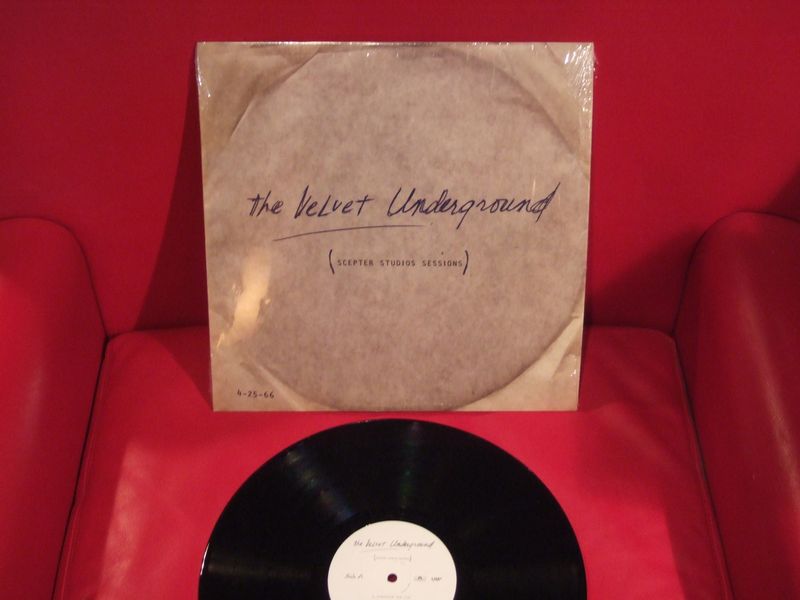 the Velvet Underground
(SCEPTER STUDIOS SESSIONS)
4-25-66
the Velvet Underground
Side A